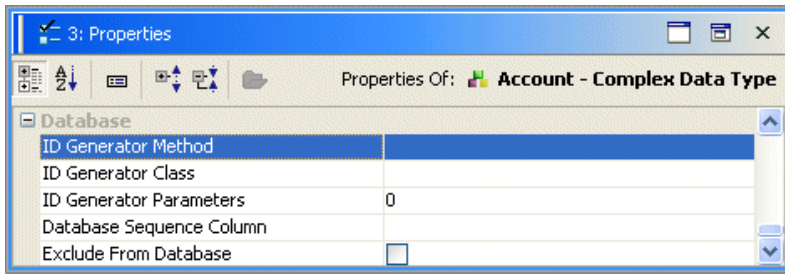 3: Properties
Properties Of: Account - Complex Data Type
Database
ID Generator Method
ID Generator Class
ID Generator Parameters 0
Database Sequence Column
Exclude From Database